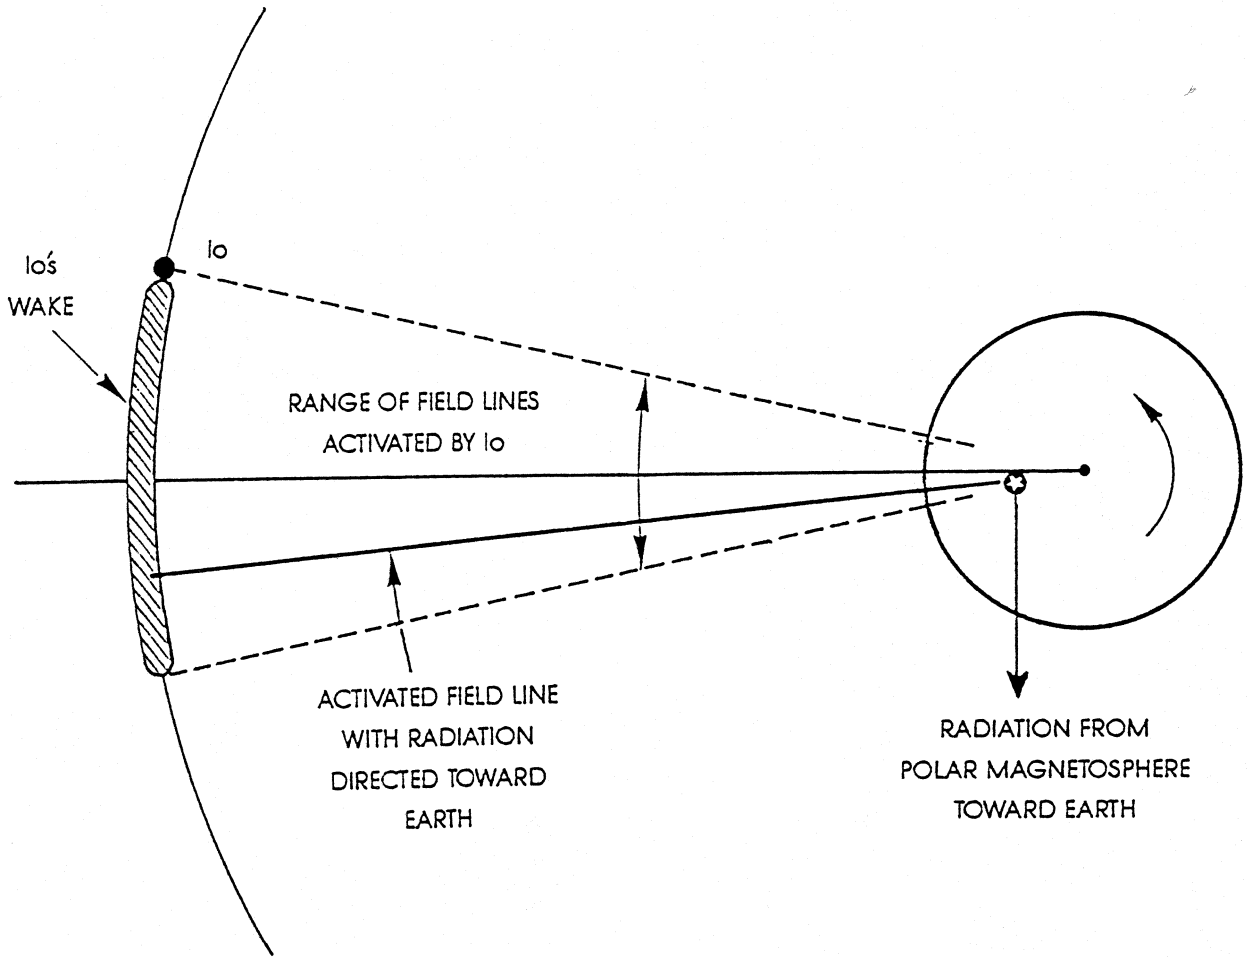 Io
Io's
WAKE
RANGE OF FIELD LINES
ACTIVATED BY Io
ACTIVATED FIELD LINE
WITH RADIATION
DIRECTED TOWARD
EARTH
RADIATION FROM
POLAR MAGNETOSPHERE
TOWARD EARTH